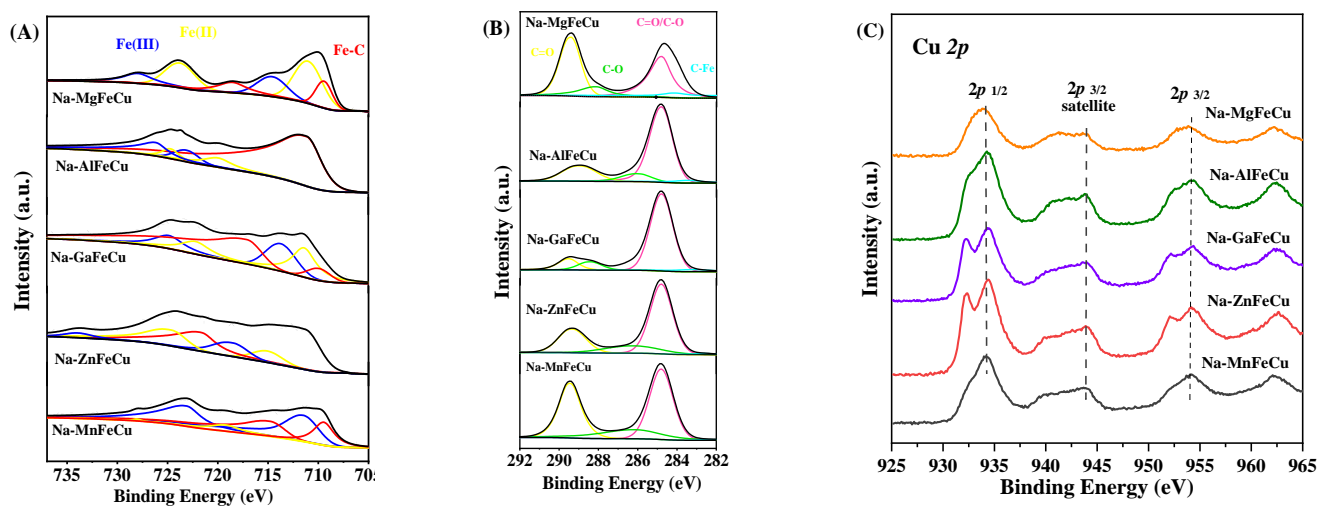 (A)
Fe(III)
Fe(II)
Fe-C
Na-MgFeCu
Na-AlFeCu
Na-GaFeCu
Na-ZnFeCu
Na-MnFeCu
Intensity (a.u.)
735 730 725 720 715 710 705
Binding Energy (eV)
(B)
Na-MgFeCu
C=O/C-O
C=O
C-O
C-Fe
Na-AlFeCu
Na-GaFeCu
Na-ZnFeCu
Na-MnFeCu
Intensity (a.u.)
292 290 288 286 284 282
Binding Energy (eV)
(C)
Cu 2p
2p 1/2
2p 3/2
satellite
2p 3/2
Na-MgFeCu
Na-AlFeCu
Na-GaFeCu
Na-ZnFeCu
Na-MnFeCu
Intensity (a.u.)
925 930 935 940 945 950 955 960 965
Binding Energy (eV)